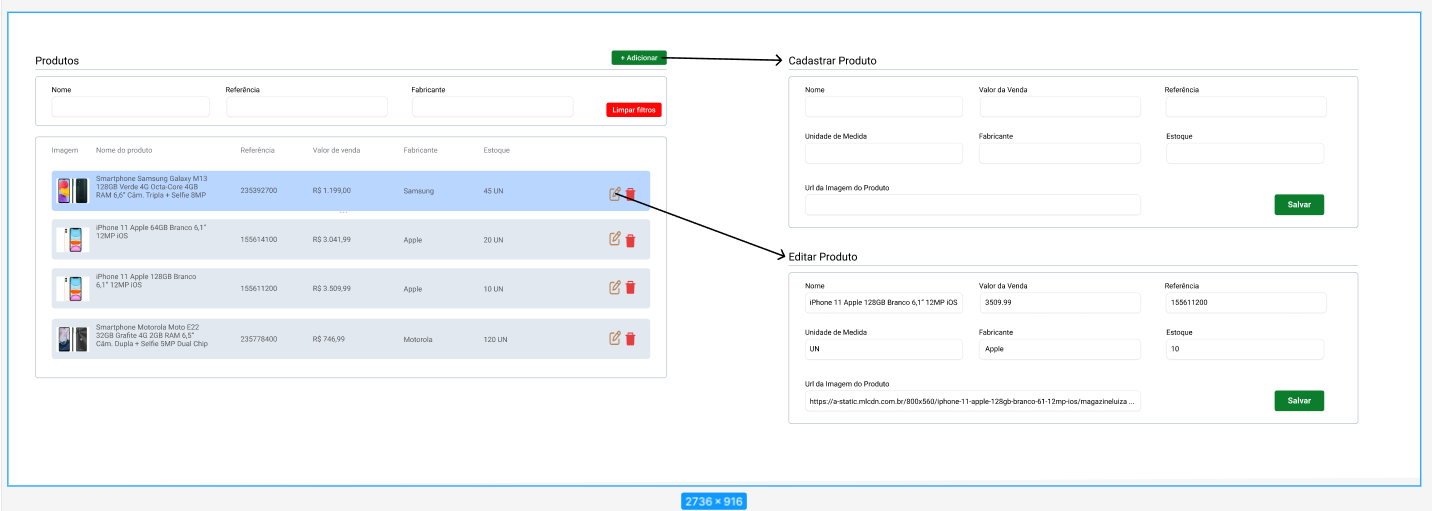 Produtos
+ Adicionar
Nome
Referência
Fabricante
Limpar filtros
Imagem
Nome do produto
Referência
Valor de venda
Fabricante
Estoque
Smartphone Samsung Galaxy M13
128GB Verde 4G Octa-Core 4GB
RAM 6,6" Câm. Tripla + Selfie 8MP
235392700
R$ 1.199,00
Samsung
45 UN
iPhone 11 Apple 64GB Branco 6,1"
12MP iOS
155614100
R$ 3.041,99
Apple
20 UN
iPhone 11 Apple 128GB Branco
6,1" 12MP iOS
155611200
R$ 3.509,99
Apple
10 UN
Smartphone Motorola Moto E22
32GB Grafite 4G 2GB RAM 6,5"
Câm. Dupla + Selfie 5MP Dual Chip
235778400
R$ 746,99
Motorola
120 UN
Cadastrar Produto
Nome
Valor da Venda
Referência
Unidade de Medida
Fabricante
Estoque
Url da Imagem do Produto
Salvar
Editar Produto
Nome
Valor da Venda
Referência
iPhone 11 Apple 128GB Branco 6,1" 12MP iOS
3509.99
155611200
Unidade de Medida
Fabricante
Estoque
UN
Apple
10
Url da Imagem do Produto
https://a-static.mlcdn.com.br/800x560/iphone-11-apple-128gb-branco-61-12mp-ios/magazineluiza ...
Salvar
2736 × 916